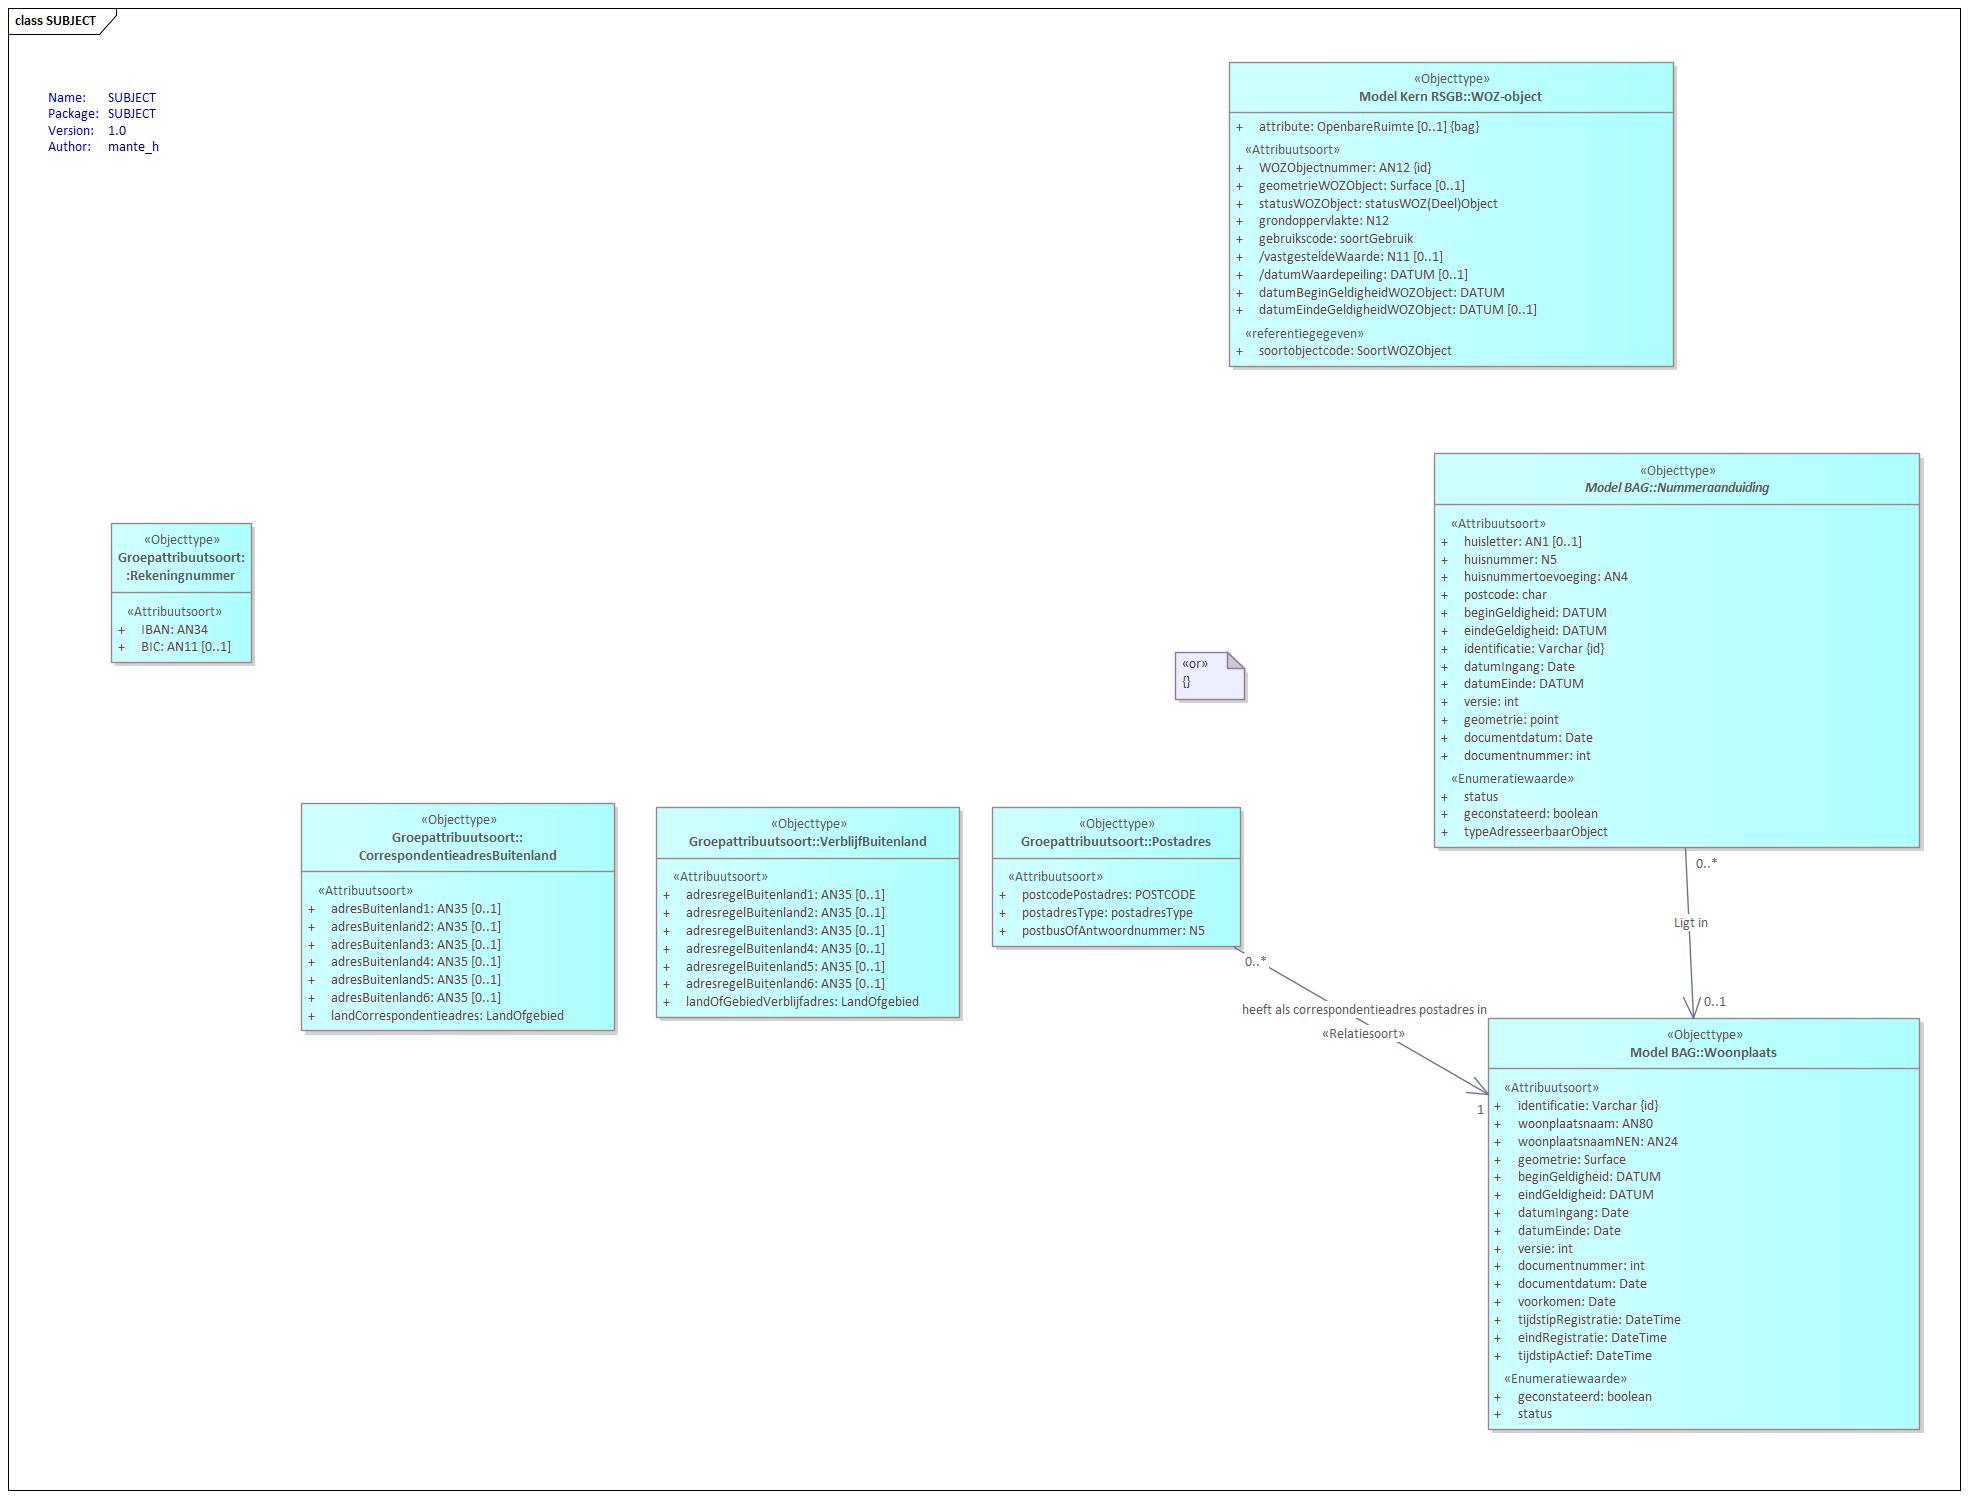 class SUBJECT
Name: SUBJECT
Package: SUBJECT
Version: 1.0
Author: mante_h
«Objecttype»
Model Kern RSGB::WOZ-object
+ attribute: OpenbareRuimte [0..1] {bag}
«Attribuutsoort»
+ WOZObjectnummer: AN12 {id}
+ geometrieWOZObject: Surface [0..1]
+ statusWOZObject: statusWOZ(Deel)Object
+ grondoppervlakte: N12
+ gebruikscode: soortGebruik
+ /vastgesteldeWaarde: N11 [0..1]
+ /datumWaardepeiling: DATUM [0..1]
+ datumBeginGeldigheidWOZObject: DATUM
+ datumEindeGeldigheidWOZObject: DATUM [0..1]
«referentiegegeven»
+ soortobjectcode: SoortWOZObject
«Objecttype»
Model BAG::Nummeraanduiding
«Attribuutsoort»
+ huisletter: AN1 [0..1]
+ huisnummer: N5
+ huisnummertoevoeging: AN4
+ postcode: char
+ beginGeldigheid: DATUM
+ eindeGeldigheid: DATUM
+ identificatie: Varchar {id}
+ datumIngang: Date
+ datumEinde: DATUM
+ versie: int
+ geometrie: point
+ documentdatum: Date
+ documentnummer: int
«Enumeratiewaarde»
+ status
+ geconstateerd: boolean
+ typeAdresseerbaarObject
«Objecttype»
Groepattribuutsoort:
:Rekeningnummer
«Attribuutsoort»
+ IBAN: AN34
+ BIC: AN11 [0..1]
«or»
{}
«Objecttype»
Groepattribuutsoort::
CorrespondentieadresBuitenland
«Attribuutsoort»
+ adresBuitenland1: AN35 [0..1]
+ adresBuitenland2: AN35 [0..1]
+ adresBuitenland3: AN35 [0..1]
+ adresBuitenland4: AN35 [0..1]
+ adresBuitenland5: AN35 [0..1]
+ adresBuitenland6: AN35 [0..1]
+ landCorrespondentieadres: LandOfgebied
«Objecttype»
Groepattribuutsoort::VerblijfBuitenland
«Attribuutsoort»
+ adresregelBuitenland1: AN35 [0..1]
+ adresregelBuitenland2: AN35 [0..1]
+ adresregelBuitenland3: AN35 [0..1]
+ adresregelBuitenland4: AN35 [0..1]
+ adresregelBuitenland5: AN35 [0..1]
+ adresregelBuitenland6: AN35 [0..1]
+ landOfGebiedVerblijfadres: LandOfgebied
«Objecttype»
Groepattribuutsoort::Postadres
«Attribuutsoort»
+ postcodePostadres: POSTCODE
+ postadresType: postadresType
+ postbusOfAntwoordnummer: N5
0..*
Ligt in
0..1
0..*
heeft als correspondentieadres postadres in
«Relatiesoort»
1
«Objecttype»
Model BAG::Woonplaats
«Attribuutsoort»
+ identificatie: Varchar {id}
+ woonplaatsnaam: AN80
+ woonplaatsnaamNEN: AN24
+ geometrie: Surface
+ beginGeldigheid: DATUM
+ eindGeldigheid: DATUM
+ datumIngang: Date
+ datumEinde: Date
+ versie: int
+ documentnummer: int
+ documentdatum: Date
+ voorkomen: Date
+ tijdstipRegistratie: DateTime
+ eindRegistratie: DateTime
+ tijdstipActief: DateTime
«Enumeratiewaarde»
+ geconstateerd: boolean
+ status